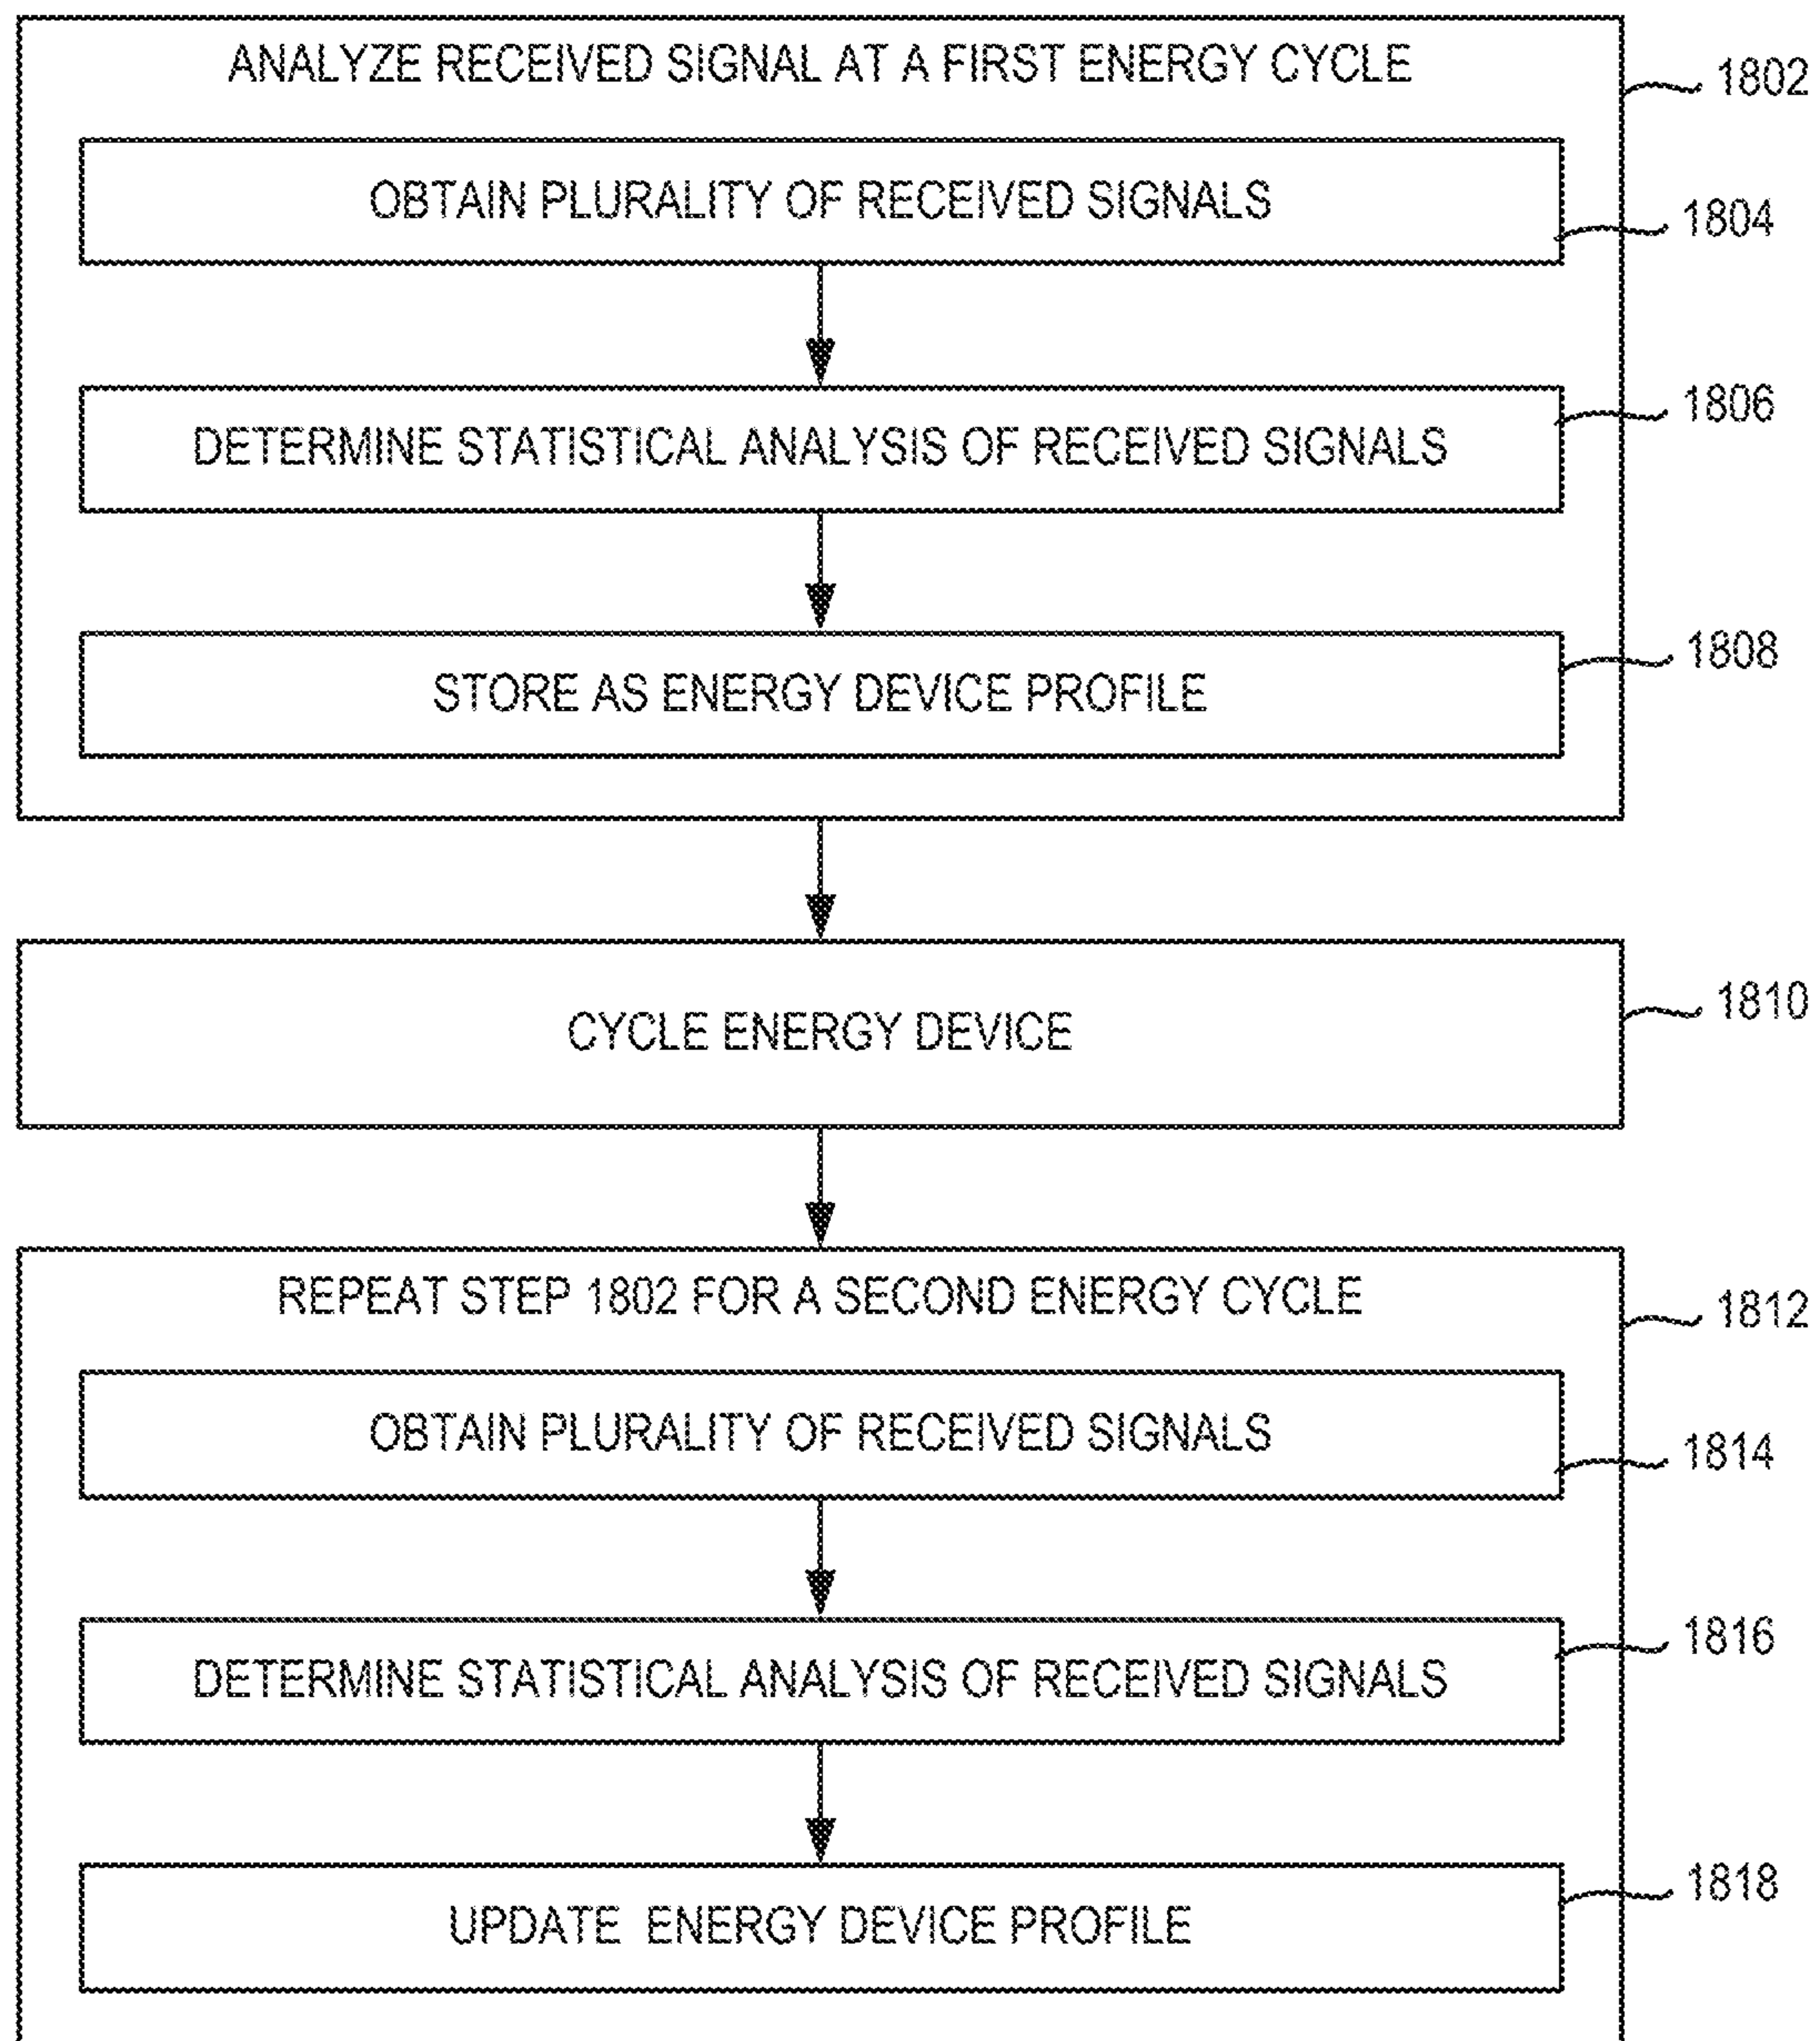 ANALYZE RECEIVED SIGNAL AT A FIRST ENERGY CYCLE
1802
OBTAIN PLURALITY OF RECEIVED SIGNALS
1804
DETERMINE STATISTICAL ANALYSIS OF RECEIVED SIGNALS
1806
STORE AS ENERGY DEVICE PROFILE
1808
CYCLE ENERGY DEVICE
1810
REPEAT STEP 1802 FOR A SECOND ENERGY CYCLE
1812
OBTAIN PLURALITY OF RECEIVED SIGNALS
1814
DETERMINE STATISTICAL ANALYSIS OF RECEIVED SIGNALS
1816
UPDATE ENERGY DEVICE PROFILE
1818